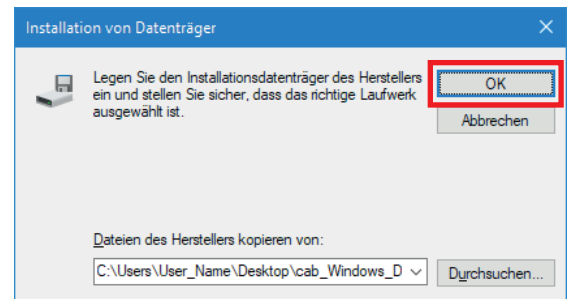 Installation von Datenträger
Legen Sie den Installationsdatenträger des Herstellers
ein und stellen Sie sicher, dass das richtige Laufwerk
ausgewählt ist.
OK
Abbrechen
Dateien des Herstellers kopieren von:
C:\Users\User_Name\Desktop\cab_Windows_D
Durchsuchen...